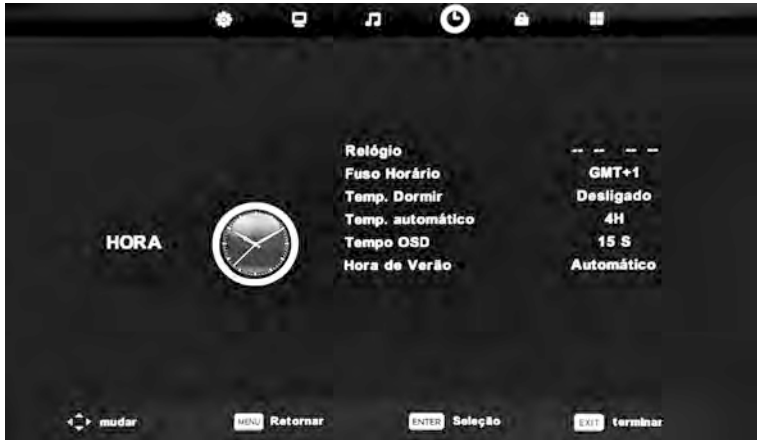 Relógio -- -- -- --
Fuso Horário GMT+1
Temp. Dormir Desligado
Temp. automático 4H
HORA
Tempo OSD 15 S
Hora de Verão Automático
mudar MENU Retornar ENTER Seleção EXIT terminar